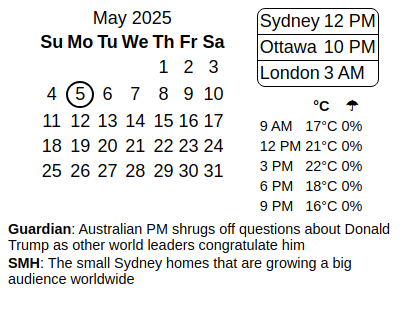 May 2025
Su Mo Tu We Th Fr Sa
1 2 3
4 5 6 7 8 9 10
11 12 13 14 15 16 17
18 19 20 21 22 23 24
25 26 27 28 29 30 31
Sydney 12 PM
Ottawa 10 PM
London 3 AM
°C ☂
9 AM 17°C 0%
12 PM 21°C 0%
3 PM 22°C 0%
6 PM 18°C 0%
9 PM 16°C 0%
Guardian: Australian PM shrugs off questions about Donald
Trump as other world leaders congratulate him
SMH: The small Sydney homes that are growing a big
audience worldwide